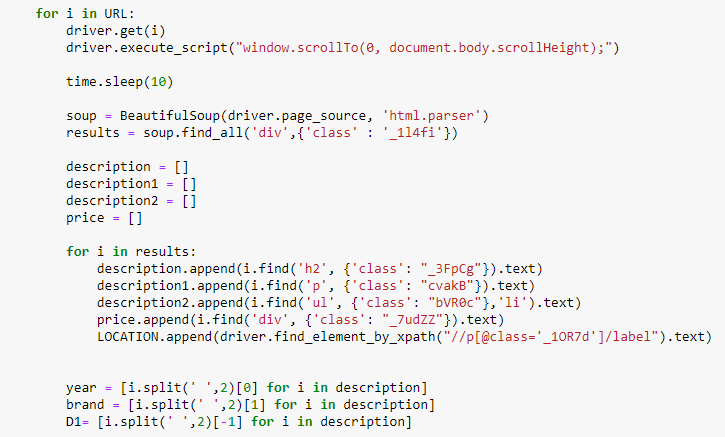 for i in URL:
    driver.get(i)
    driver.execute_script("window.scrollTo(0, document.body.scrollHeight);")
    time.sleep(10)
    soup = BeautifulSoup(driver.page_source, 'html.parser')
    results = soup.find_all('div',{'class' : '_1l4fi'})
    description = []
    description1 = []
    description2 = []
    price = []
    for i in results:
        description.append(i.find('h2', {'class': "_3FpCg"}).text)
        description1.append(i.find('p', {'class': "cvakB"}).text)
        description2.append(i.find('ul', {'class': "bVR0c"},'li').text)
        price.append(i.find('div', {'class': "_7udZZ"}).text)
        LOCATION.append(driver.find_element_by_xpath("//p[@class='_1OR7d']/label").text)
    year = [i.split(' ',2)[0] for i in description]
    brand = [i.split(' ',2)[1] for i in description]
    D1= [i.split(' ',2)[-1] for i in description]